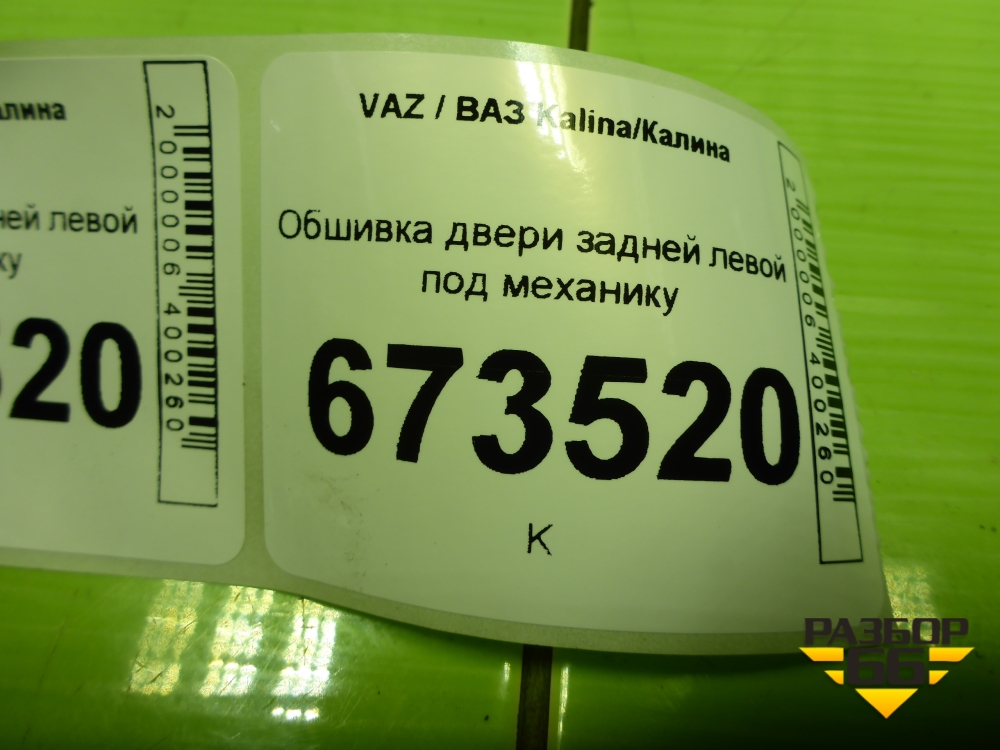 алина
2000006400260
ней левой
ку
520
VAZ / ВАЗ Kalina/Калина
Обшивка двери задней левой
под механику
673520
К
2000006400260
РАЗБОР
66